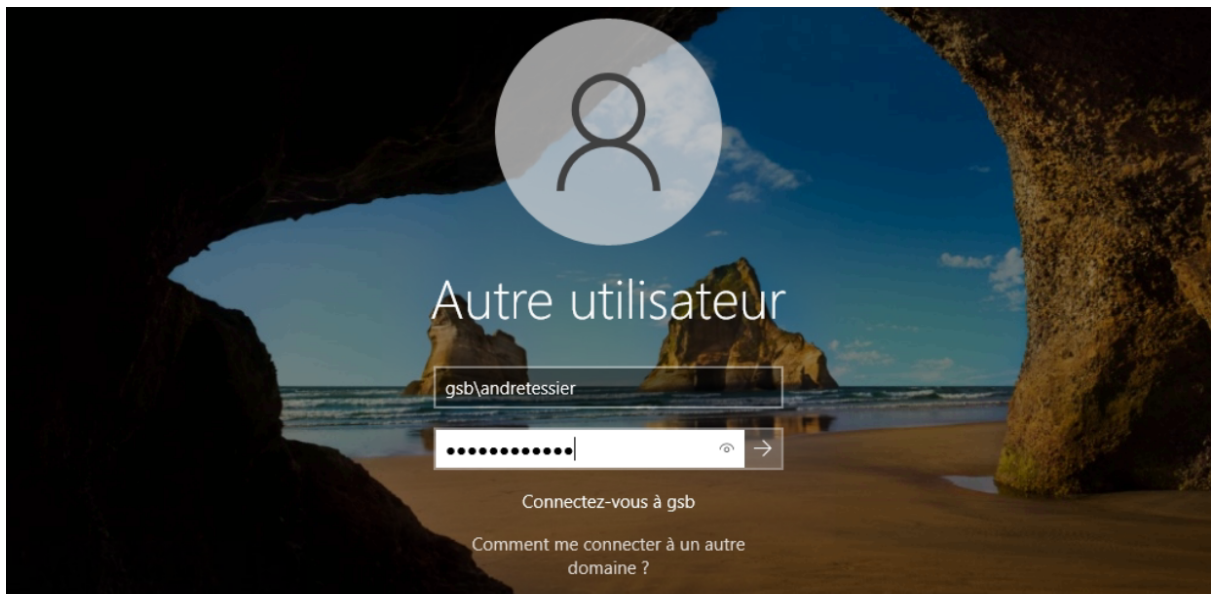 Autre utilisateur
gsb\andretessier
••••••••••••
Connectez-vous à gsb
Comment me connecter à un autre
domaine ?